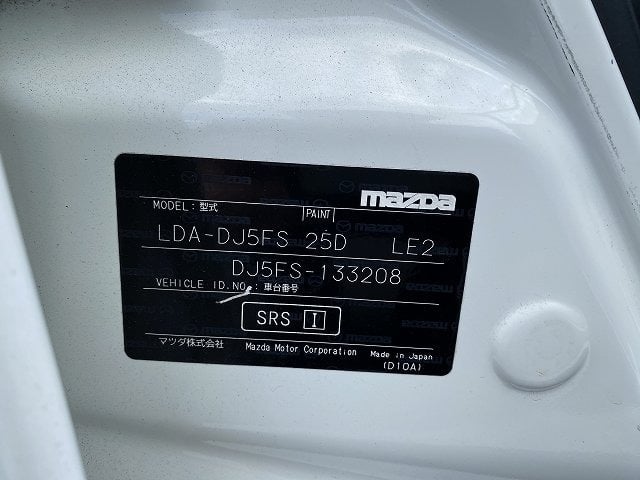 mazda
MODEL: 型式 PAINT
LDA-DJ5FS 25D LE2
DJ5FS-133208
VEHICLE ID.NO.: 車台番号
SRS I
マツダ株式会社 Mazda Motor Corporation Made in Japan
(D10A)